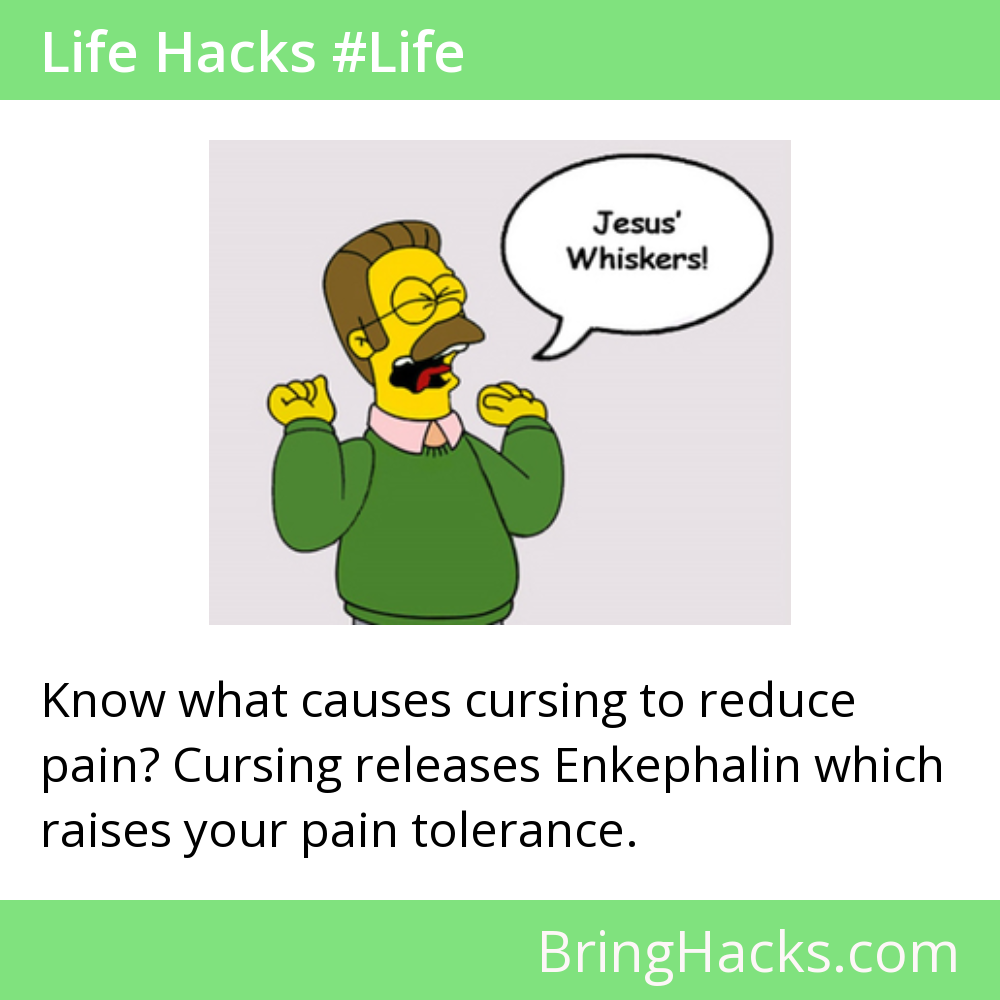 Life Hacks #Life
Jesus'
Whiskers!
Know what causes cursing to reduce
pain? Cursing releases Enkephalin which
raises your pain tolerance.
BringHacks.com